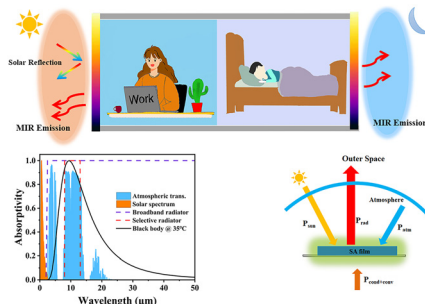 Solar Reflection
MIR Emission
Work
MIR Emission
Absorptivity
1.0
0.8
0.6
0.4
0.2
0.0
Atmospheric trans.
Solar spectrum
Broadband radiator
Selective radiator
Black body @ 35°C
0 10 20 30 40 50
Wavelength (μm)
Outer Space
Atmosphere
Psun
Prad
Patm
SA film
Pcond+conv